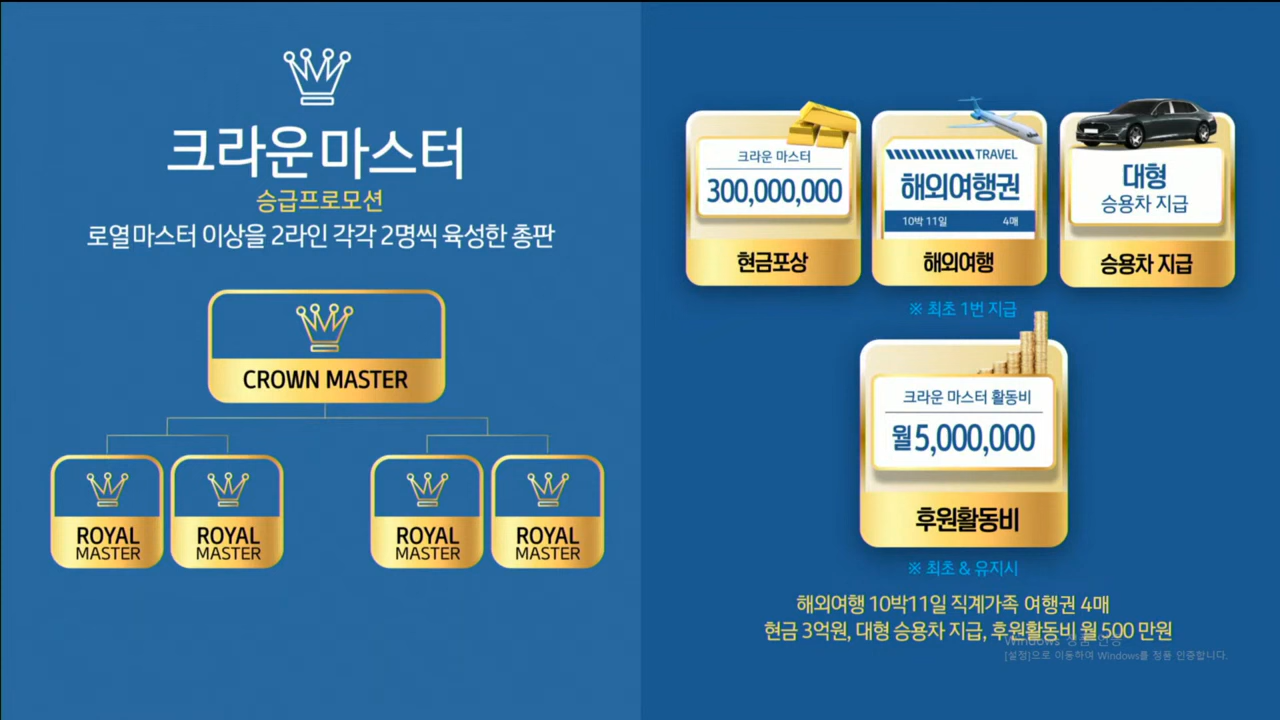 크라운마스터
승급프로모션
로열마스터 이상을 2라인 각각 2명씩 육성한 총판
CROWN MASTER
ROYAL
MASTER
ROYAL
MASTER
ROYAL
MASTER
ROYAL
MASTER
크라운 마스터
300,000,000
현금포상
TRAVEL
해외여행권
10박 11일 4매
해외여행
대형
승용차 지급
승용차 지급
※ 최초 1번 지급
크라운 마스터 활동비
월 5,000,000
후원활동비
※ 최초 & 유지시
해외여행 10박11일 직계가족 여행권 4매
현금 3억원, 대형 승용차 지급, 후원활동비 월 500 만원
Windows 정품 인증
[설정]으로 이동하여 Windows를 정품 인증합니다.